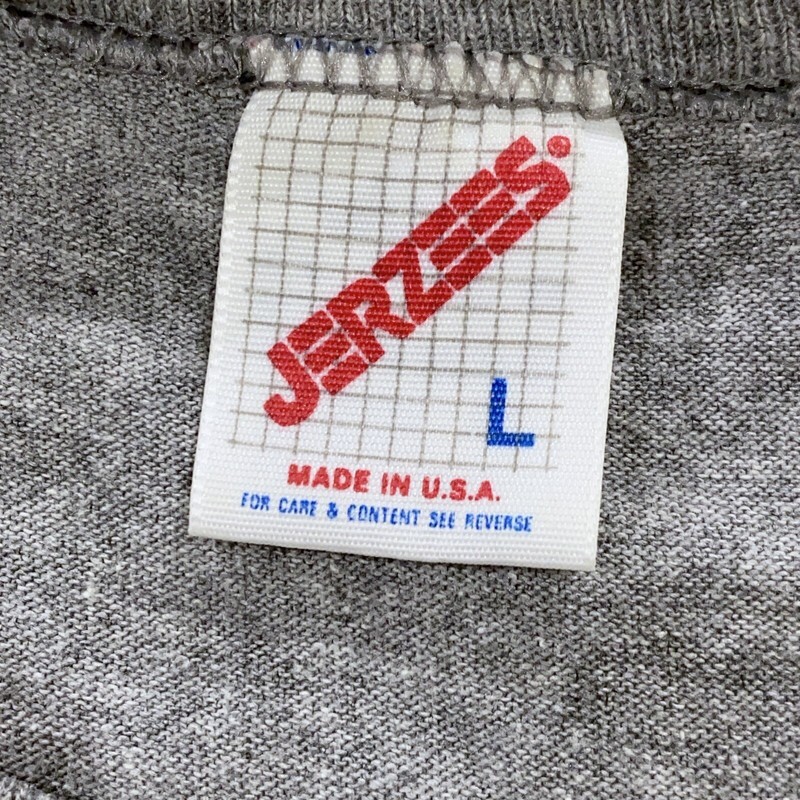 JERZEES.
L
MADE IN U.S.A.
FOR CARE & CONTENT SEE REVERSE